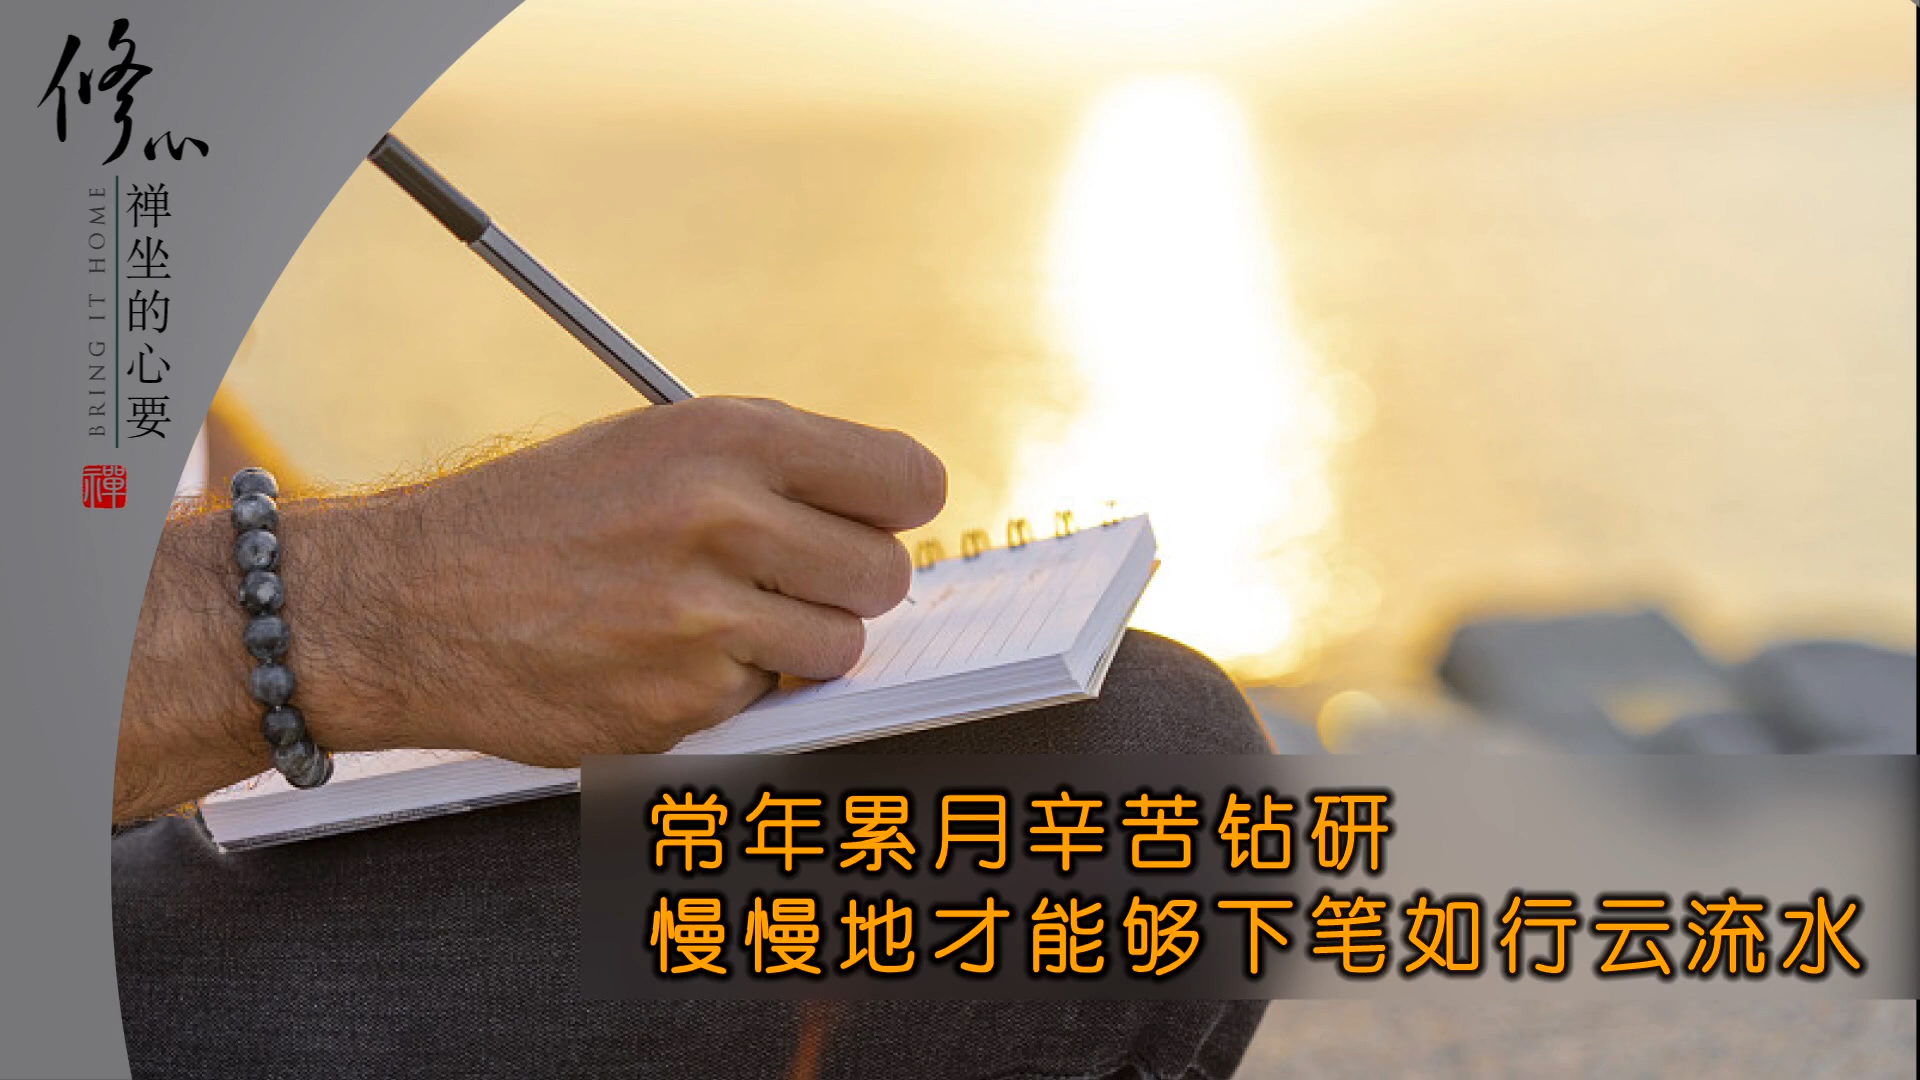 修心
禅坐的心要
BRING IT HOME
禪
常年累月辛苦钻研
慢慢地才能够下笔如行云流水